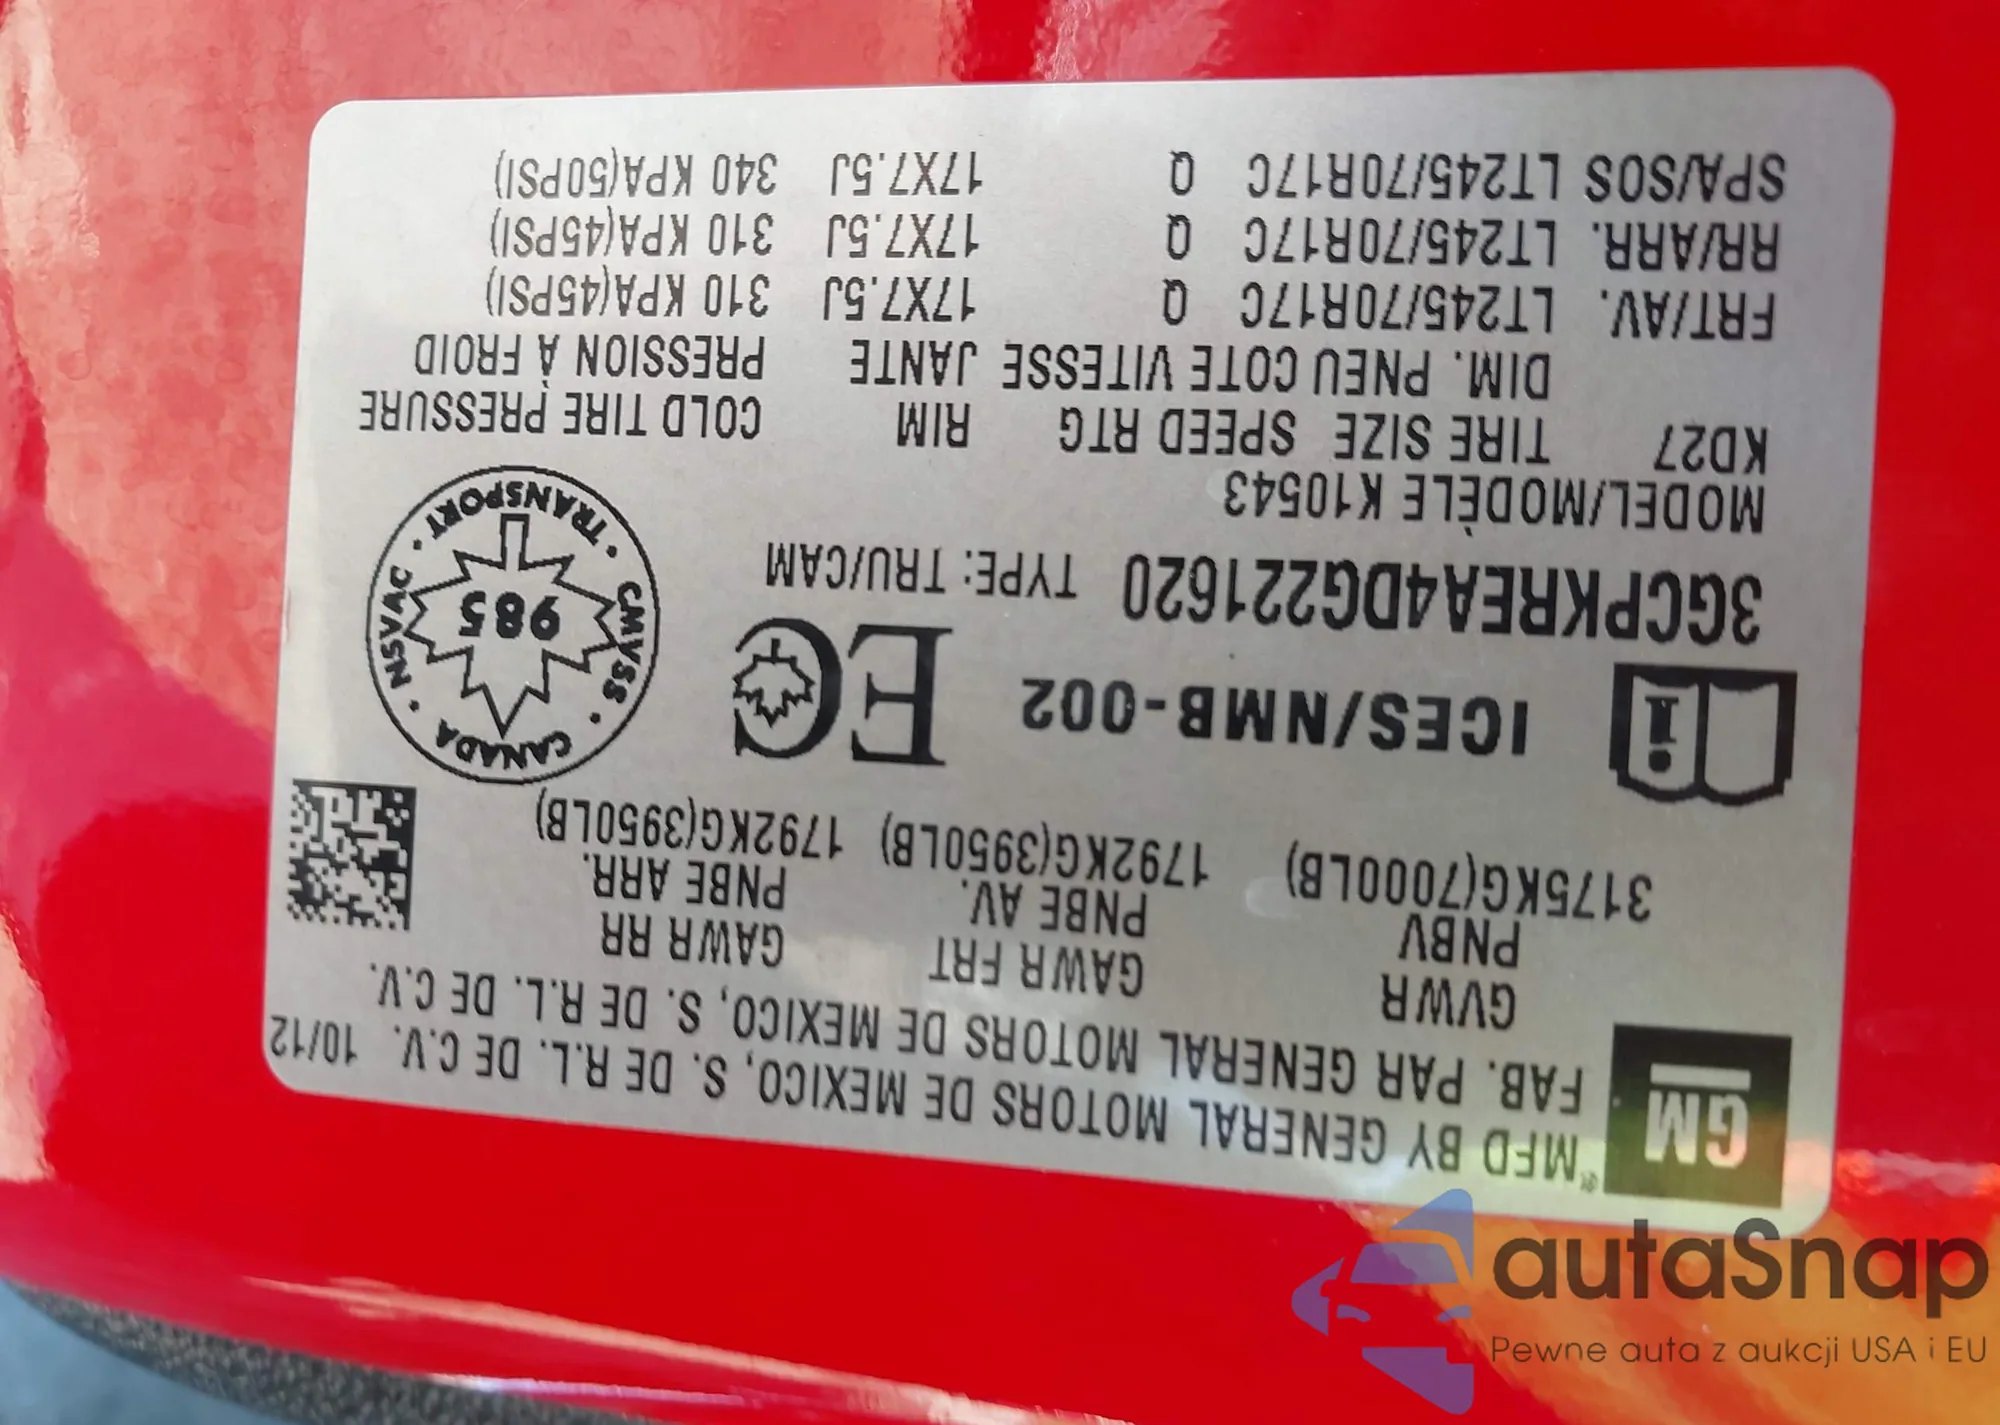 GM
MFD BY GENERAL MOTORS DE MEXICO, S. DE R.L. DE C.V. 10/12
FAB. PAR GENERAL MOTORS DE MEXICO, S. DE R.L. DE C.V.
GVWR GAWR FRT GAWR RR
PNBV PNBE AV. PNBE ARR.
3175KG(7000LB) 1792KG(3950LB) 1792KG(3950LB)
i ICES/NMB-002 EC
CANADA · CMVSS · TRANSPORT · NSVAC ·
985
3GCPKREA4DG221620 TYPE: TRU/CAM
MODEL/MODÈLE K10543
KD27 TIRE SIZE SPEED RTG RIM COLD TIRE PRESSURE
DIM. PNEU COTE VITESSE JANTE PRESSION À FROID
FRT/AV. LT245/70R17C Q 17X7.5J 310 KPA(45PSI)
RR/ARR. LT245/70R17C Q 17X7.5J 310 KPA(45PSI)
SPA/SOS LT245/70R17C Q 17X7.5J 340 KPA(50PSI)
autaSnap
Pewne auta z aukcji USA i EU